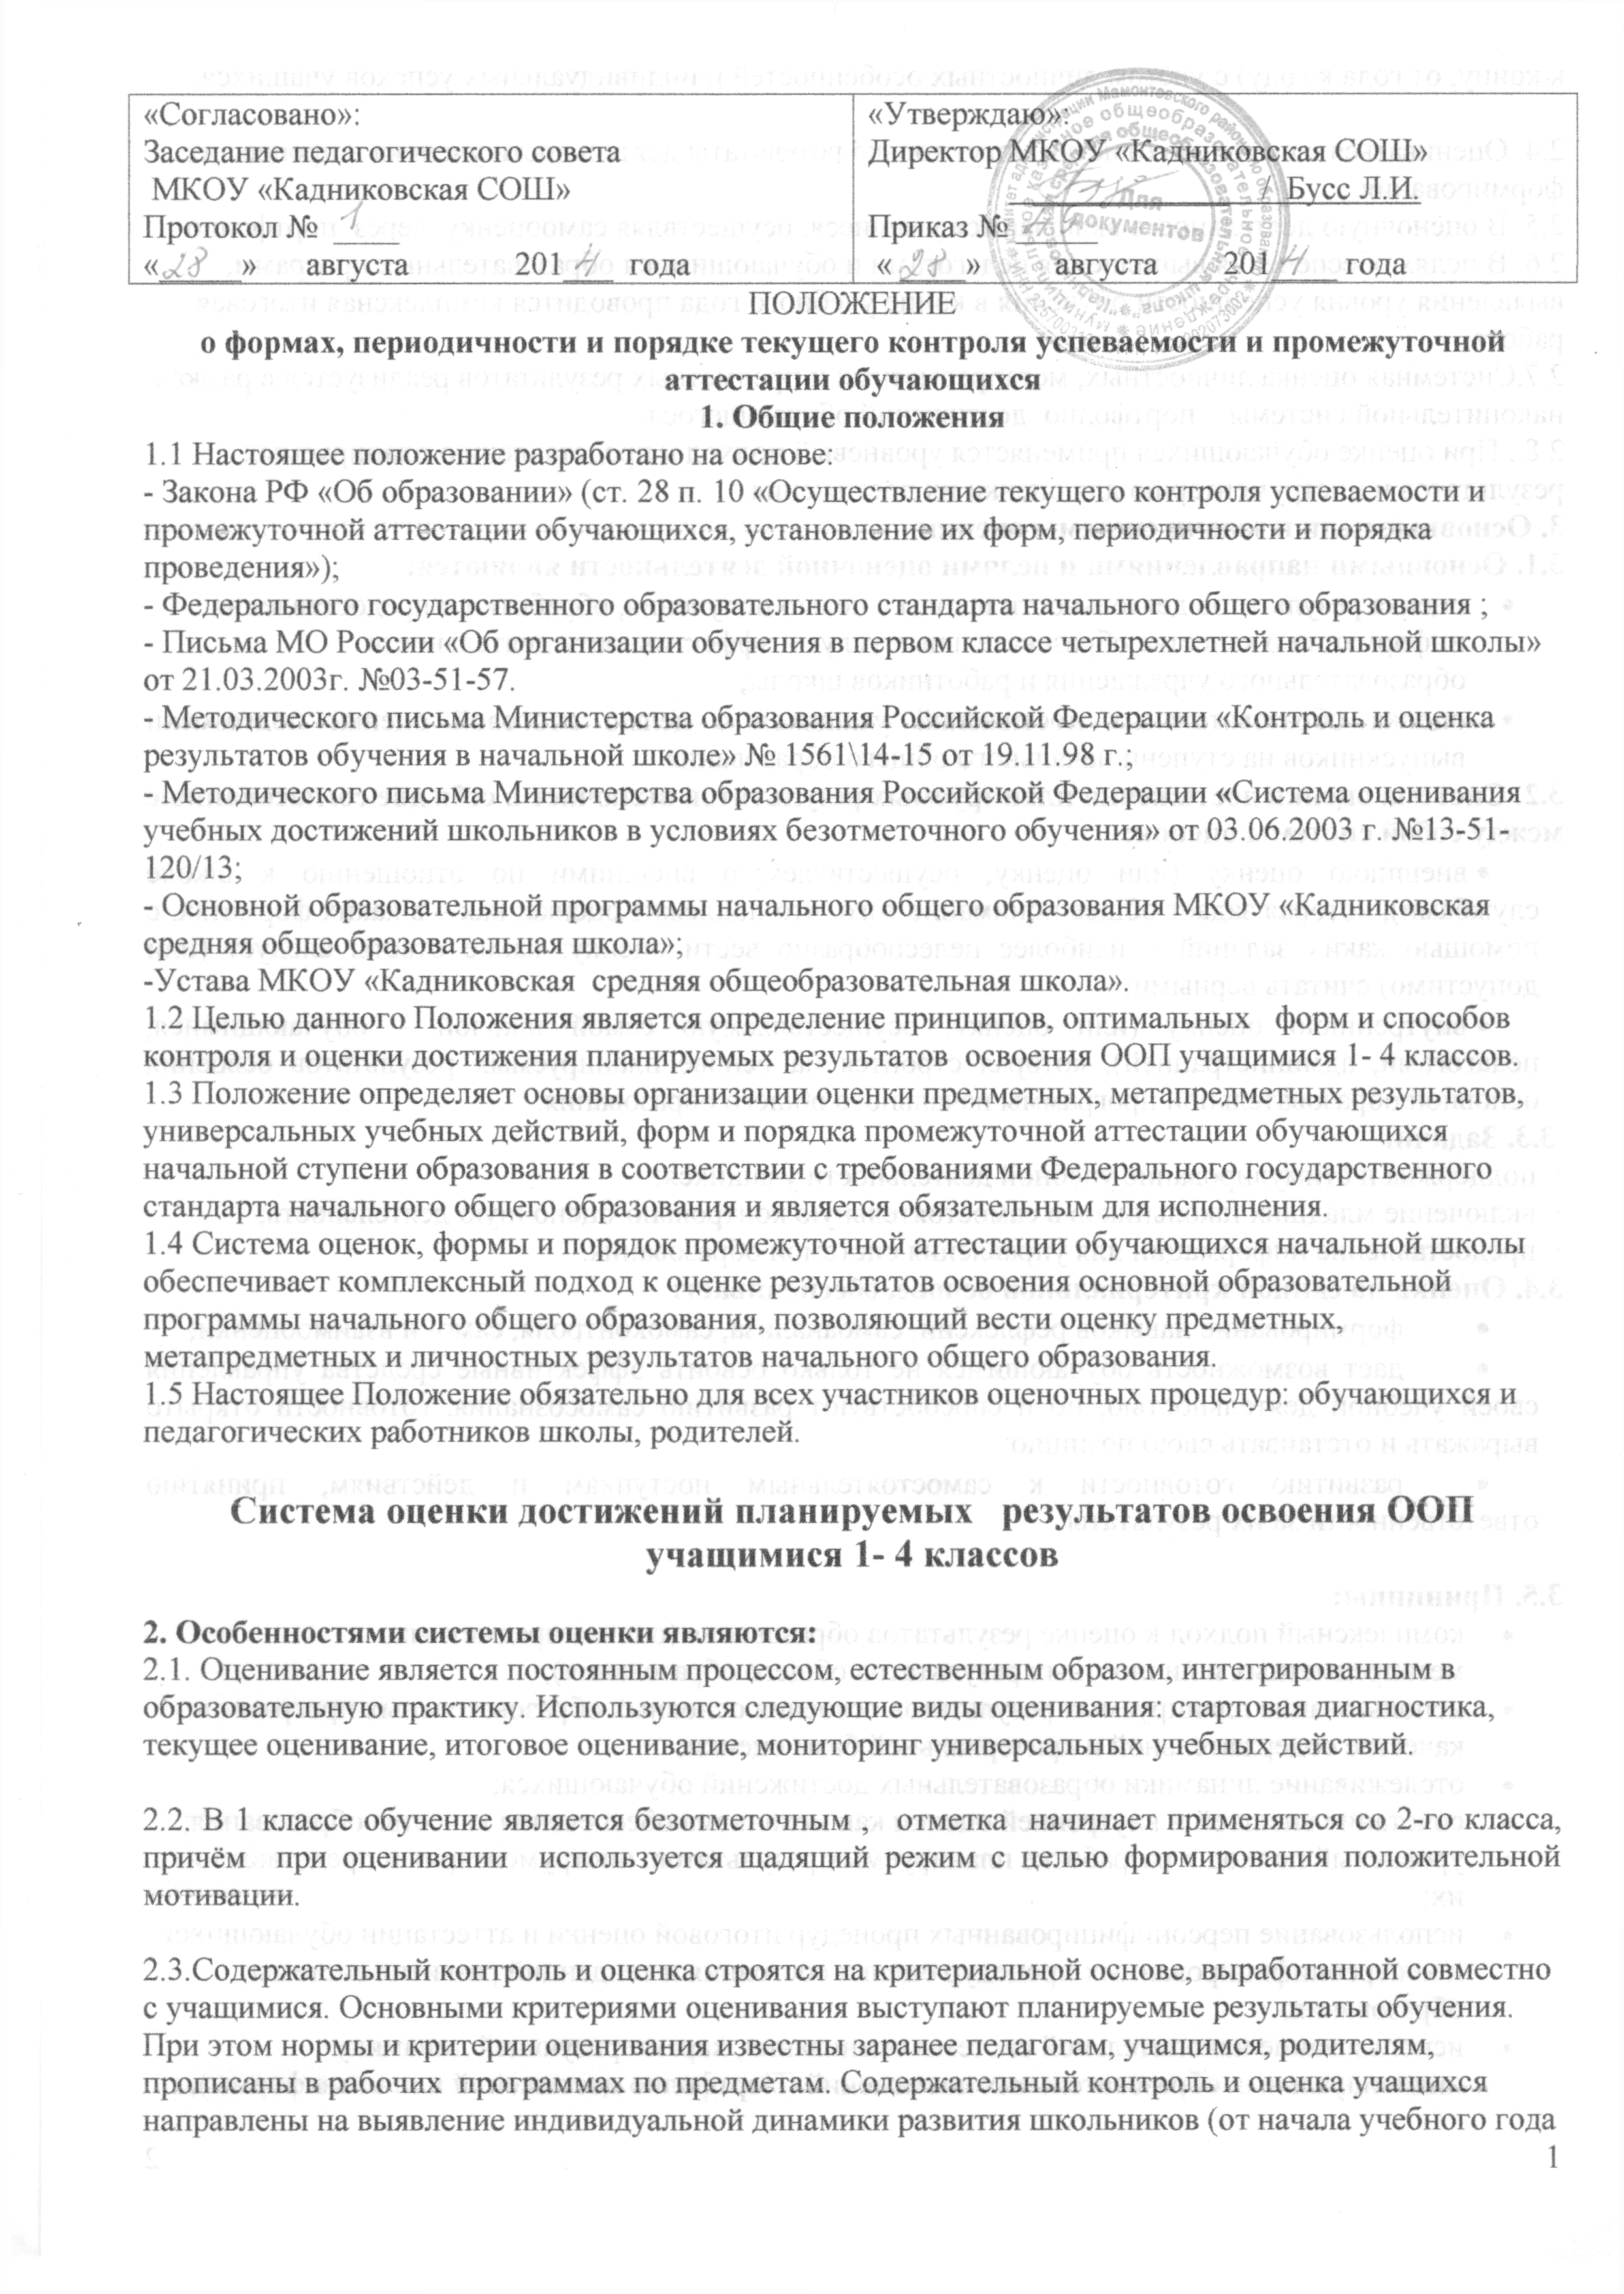 «Согласовано»:
Заседание педагогического совета
МКОУ «Кадниковская СОШ»
Протокол № 1
«28» августа 2014 года
«Утверждаю»:
Директор МКОУ «Кадниковская СОШ»
/ Бусс Л.И.
Приказ №
«28» августа 2014 года
Для
документов
ПОЛОЖЕНИЕ
о формах, периодичности и порядке текущего контроля успеваемости и промежуточной
аттестации обучающихся
1. Общие положения
1.1 Настоящее положение разработано на основе:
- Закона РФ «Об образовании» (ст. 28 п. 10 «Осуществление текущего контроля успеваемости и
промежуточной аттестации обучающихся, установление их форм, периодичности и порядка
проведения»);
- Федерального государственного образовательного стандарта начального общего образования ;
- Письма МО России «Об организации обучения в первом классе четырехлетней начальной школы»
от 21.03.2003г. №03-51-57.
- Методического письма Министерства образования Российской Федерации «Контроль и оценка
результатов обучения в начальной школе» № 1561\14-15 от 19.11.98 г.;
- Методического письма Министерства образования Российской Федерации «Система оценивания
учебных достижений школьников в условиях безотметочного обучения» от 03.06.2003 г. №13-51-
120/13;
- Основной образовательной программы начального общего образования МКОУ «Кадниковская
средняя общеобразовательная школа»;
-Устава МКОУ «Кадниковская средняя общеобразовательная школа».
1.2 Целью данного Положения является определение принципов, оптимальных форм и способов
контроля и оценки достижения планируемых результатов освоения ООП учащимися 1- 4 классов.
1.3 Положение определяет основы организации оценки предметных, метапредметных результатов,
универсальных учебных действий, форм и порядка промежуточной аттестации обучающихся
начальной ступени образования в соответствии с требованиями Федерального государственного
стандарта начального общего образования и является обязательным для исполнения.
1.4 Система оценок, формы и порядок промежуточной аттестации обучающихся начальной школы
обеспечивает комплексный подход к оценке результатов освоения основной образовательной
программы начального общего образования, позволяющий вести оценку предметных,
метапредметных и личностных результатов начального общего образования.
1.5 Настоящее Положение обязательно для всех участников оценочных процедур: обучающихся и
педагогических работников школы, родителей.
Система оценки достижений планируемых результатов освоения ООП
учащимися 1- 4 классов
2. Особенностями системы оценки являются:
2.1. Оценивание является постоянным процессом, естественным образом, интегрированным в
образовательную практику. Используются следующие виды оценивания: стартовая диагностика,
текущее оценивание, итоговое оценивание, мониторинг универсальных учебных действий.
2.2. В 1 классе обучение является безотметочным , отметка начинает применяться со 2-го класса,
причём при оценивании используется щадящий режим с целью формирования положительной
мотивации.
2.3.Содержательный контроль и оценка строятся на критериальной основе, выработанной совместно
с учащимися. Основными критериями оценивания выступают планируемые результаты обучения.
При этом нормы и критерии оценивания известны заранее педагогам, учащимся, родителям,
прописаны в рабочих программах по предметам. Содержательный контроль и оценка учащихся
направлены на выявление индивидуальной динамики развития школьников (от начала учебного года
1